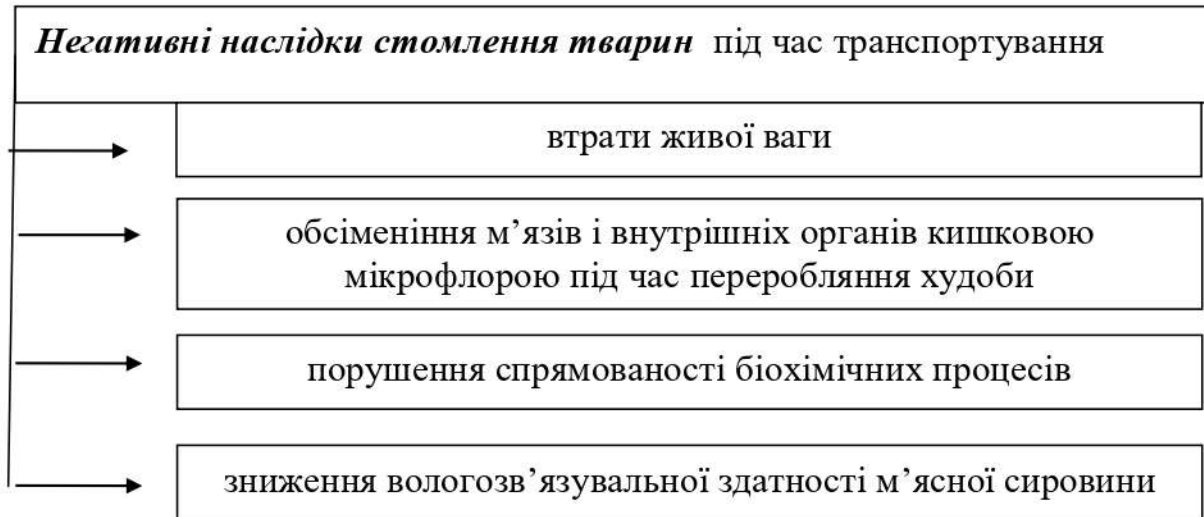 Негативні наслідки стомлення тварин під час транспортування
втрати живої ваги
обсіменіння м’язів і внутрішніх органів кишковою
мікрофлорою під час переробляння худоби
порушення спрямованості біохімічних процесів
зниження вологозв’язувальної здатності м’ясної сировини